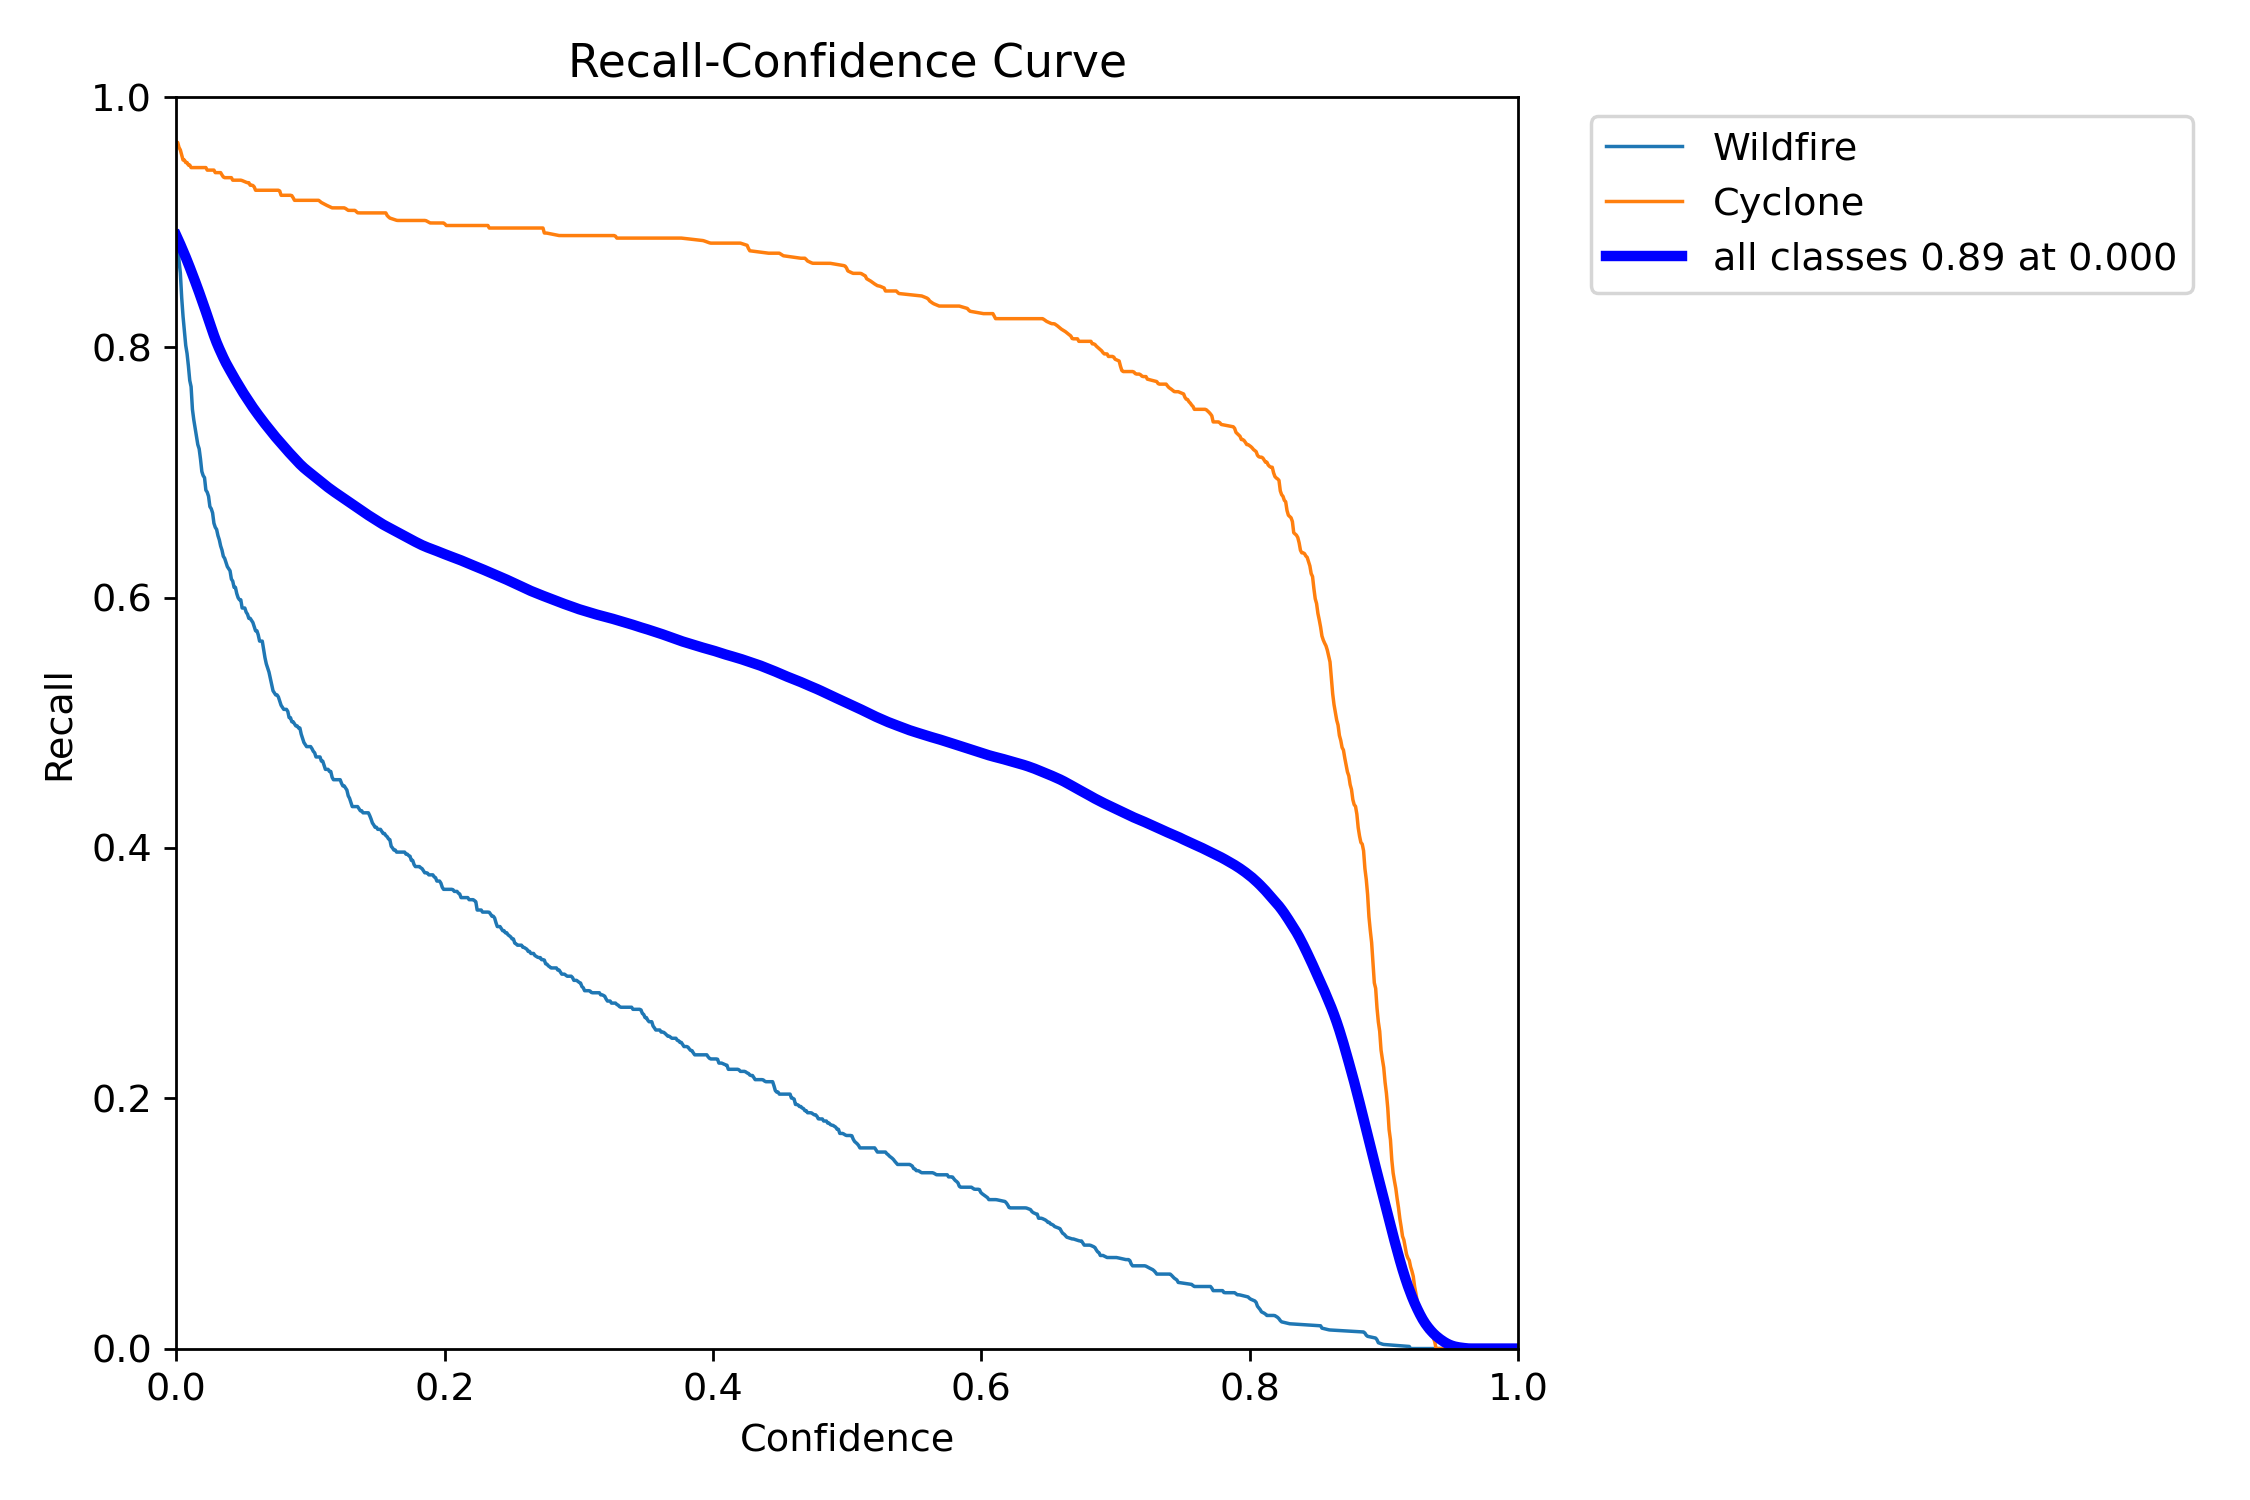 Recall-Confidence Curve
1.0
0.8
0.6
0.4
0.2
0.0
Recall
0.0 0.2 0.4 0.6 0.8 1.0
Confidence
Wildfire
Cyclone
all classes 0.89 at 0.000